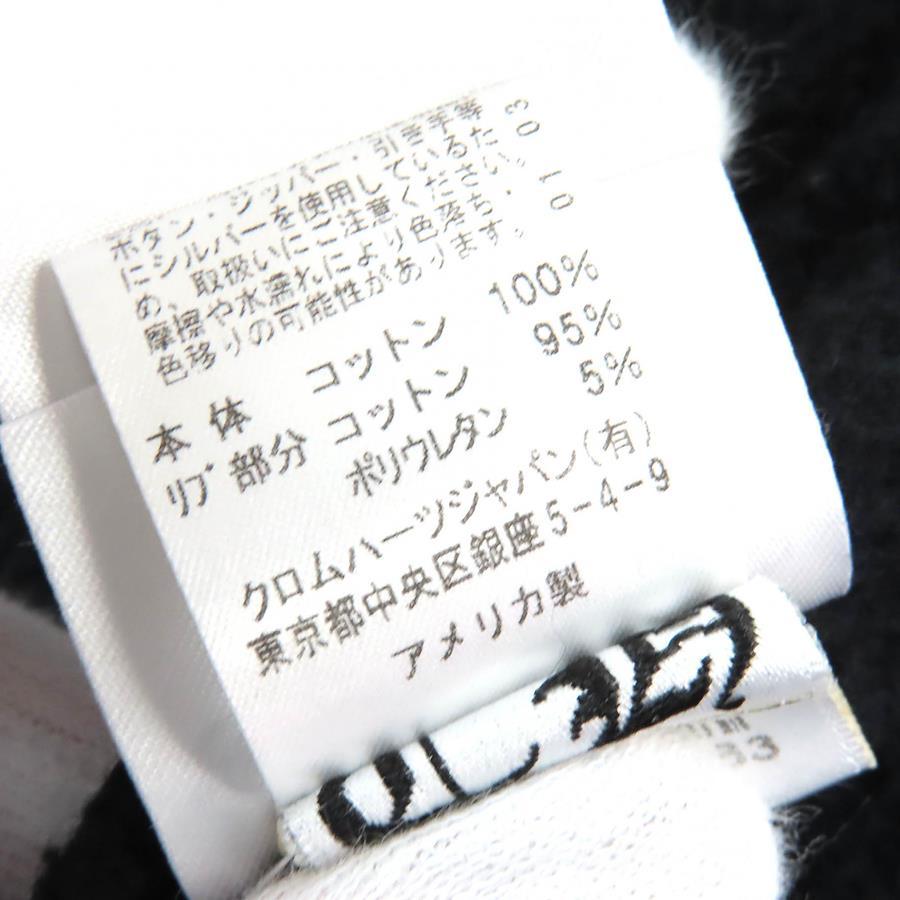 ボタン・ジッパー・引き手等
にシルバーを使用しているた
め、取扱いにご注意ください。
摩擦や水濡れにより色落ち・
色移りの可能性があります。
01 03
本 体 コットン 100%
リブ 部分 コットン 95%
ポリウレタン 5%
クロムハーツジャパン(有)
東京都中央区銀座5-4-9
アメリカ製
33